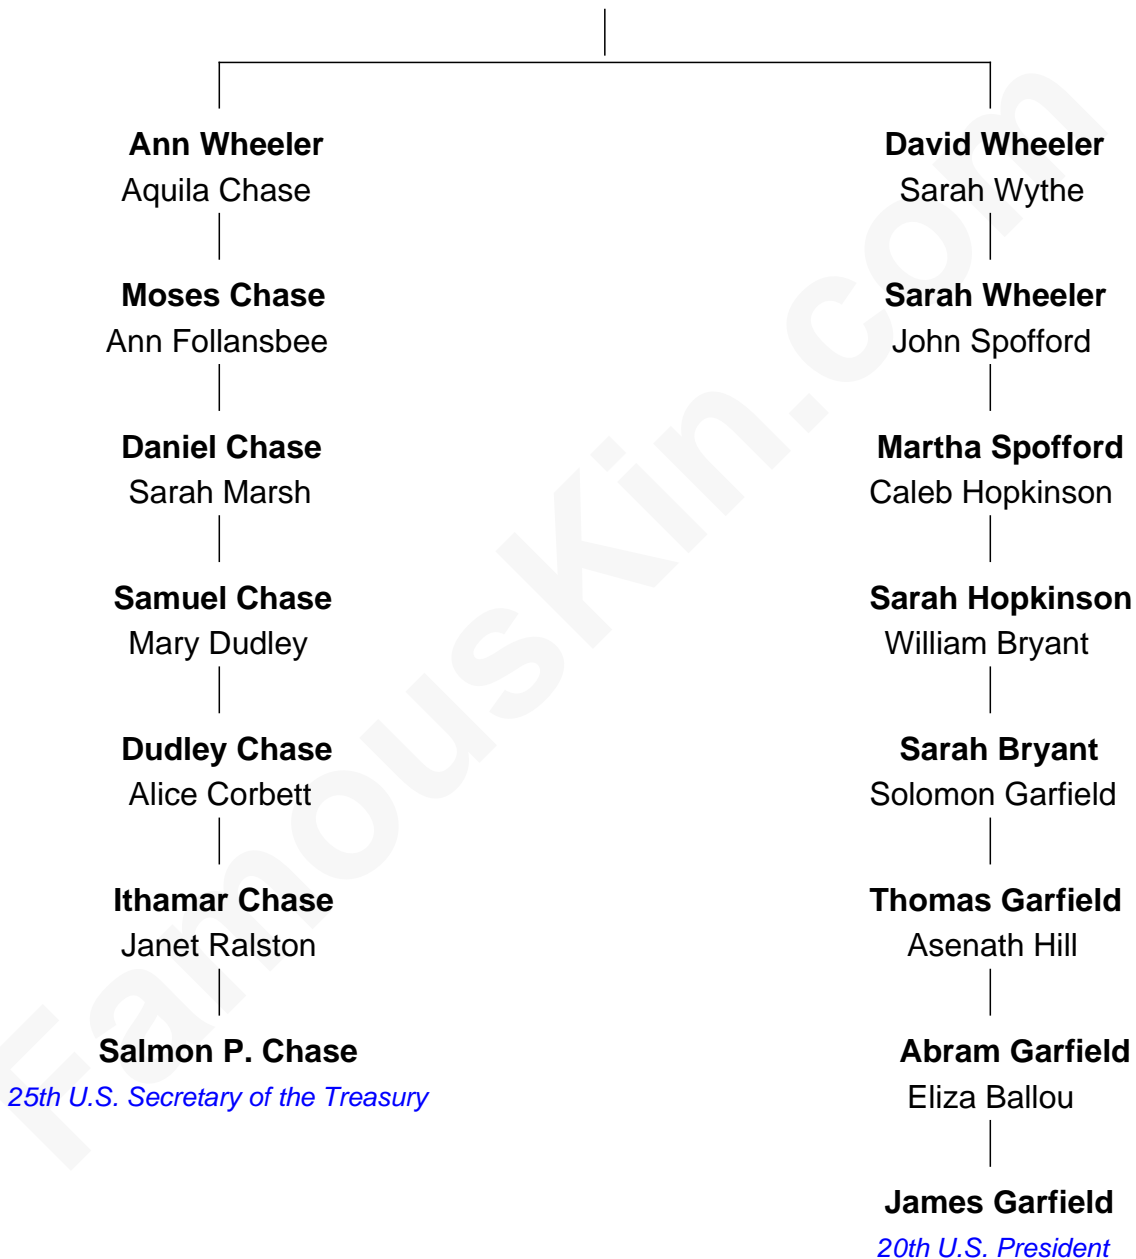 Ann Wheeler
Aquila Chase
Moses Chase
Ann Follansbee
Daniel Chase
Sarah Marsh
Samuel Chase
Mary Dudley
Dudley Chase
Alice Corbett
Ithamar Chase
Janet Ralston
Salmon P. Chase
25th U.S. Secretary of the Treasury
David Wheeler
Sarah Wythe
Sarah Wheeler
John Spofford
Martha Spofford
Caleb Hopkinson
Sarah Hopkinson
William Bryant
Sarah Bryant
Solomon Garfield
Thomas Garfield
Asenath Hill
Abram Garfield
Eliza Ballou
James Garfield
20th U.S. President
FamousKin.com